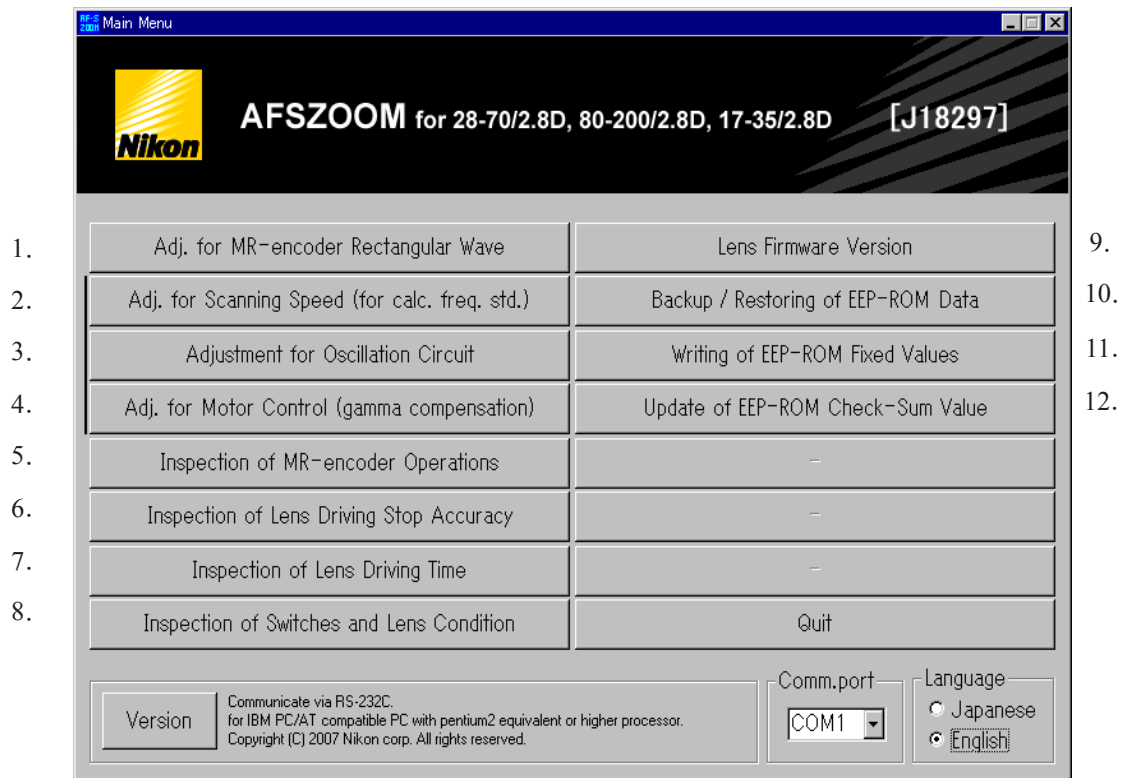 AF-S
ZOOM Main Menu
Nikon
AFSZOOM for 28-70/2.8D, 80-200/2.8D, 17-35/2.8D [J18297]
1. Adj. for MR-encoder Rectangular Wave
2. Adj. for Scanning Speed (for calc. freq. std.)
3. Adjustment for Oscillation Circuit
4. Adj. for Motor Control (gamma compensation)
5. Inspection of MR-encoder Operations
6. Inspection of Lens Driving Stop Accuracy
7. Inspection of Lens Driving Time
8. Inspection of Switches and Lens Condition
Lens Firmware Version 9.
Backup / Restoring of EEP-ROM Data 10.
Writing of EEP-ROM Fixed Values 11.
Update of EEP-ROM Check-Sum Value 12.
-
-
-
Quit
Version
Communicate via RS-232C.
for IBM PC/AT compatible PC with pentium2 equivalent or higher processor.
Copyright (C) 2007 Nikon corp. All rights reserved.
Comm.port
COM1
Language
Japanese
English